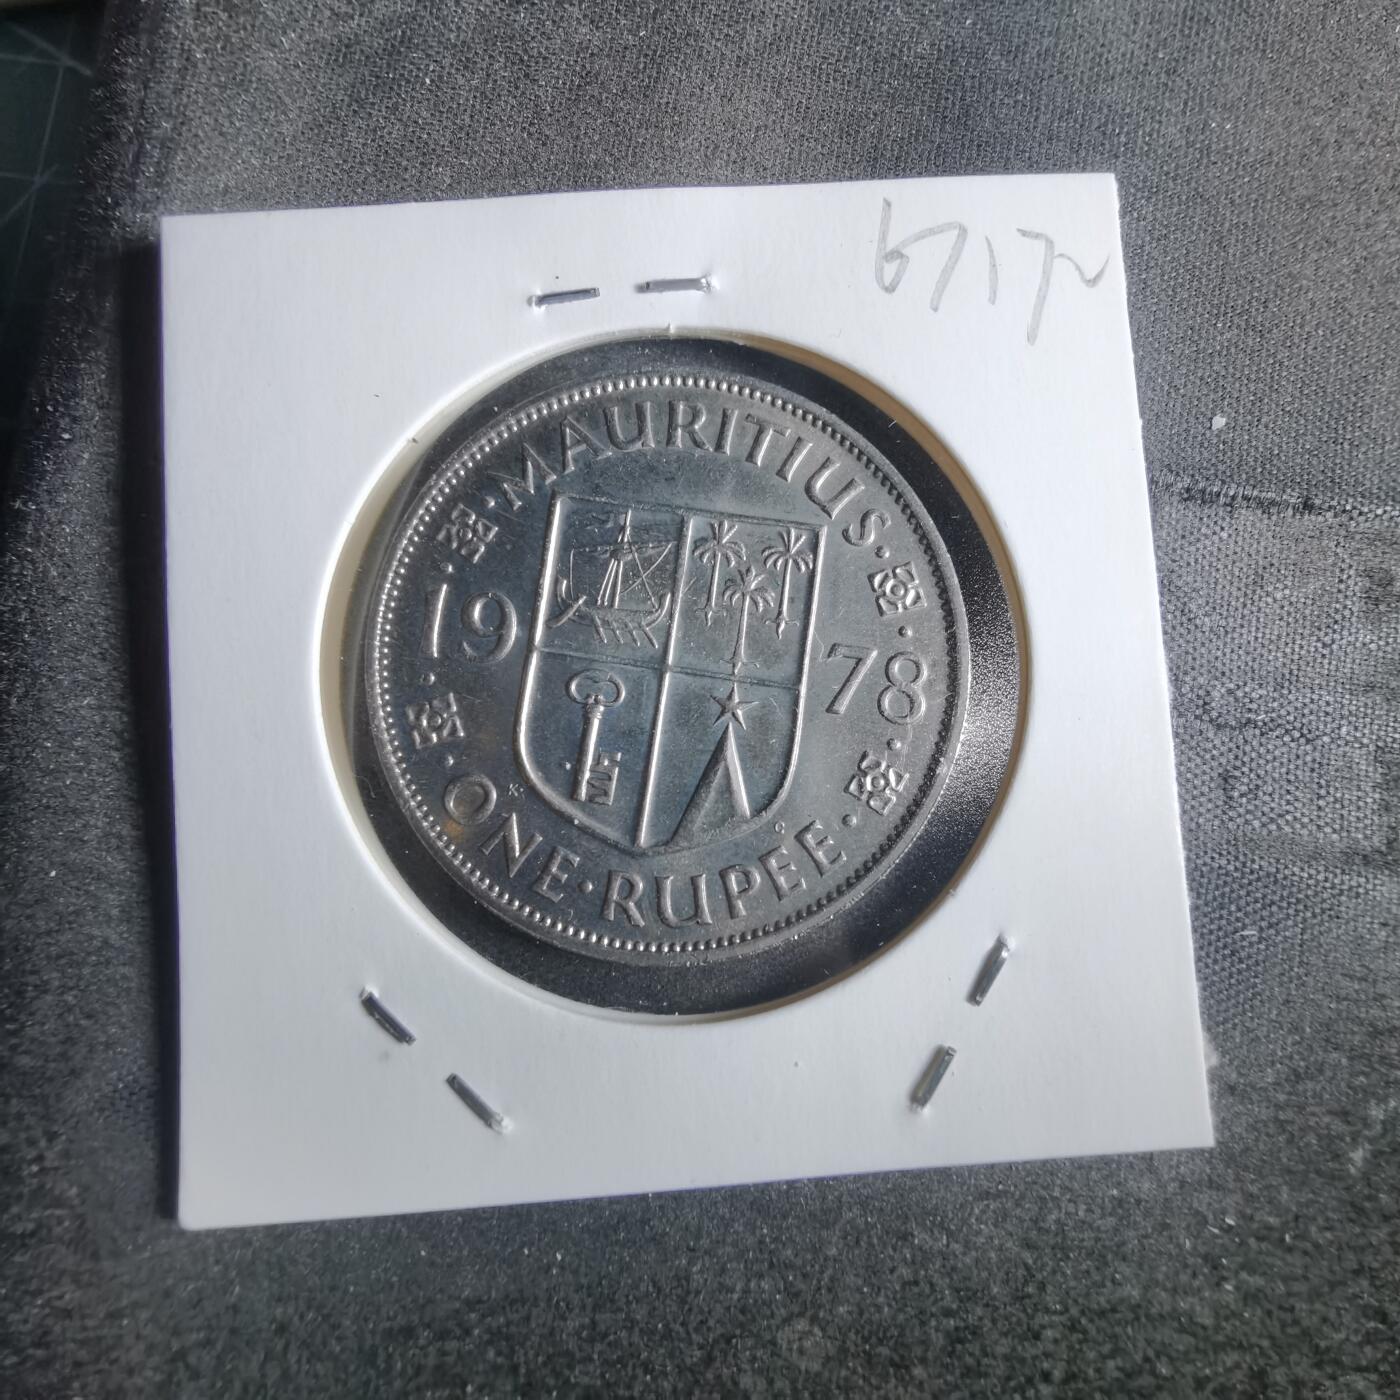 ·MAURITIUS·
19 78
ONE·RUPEE·
K